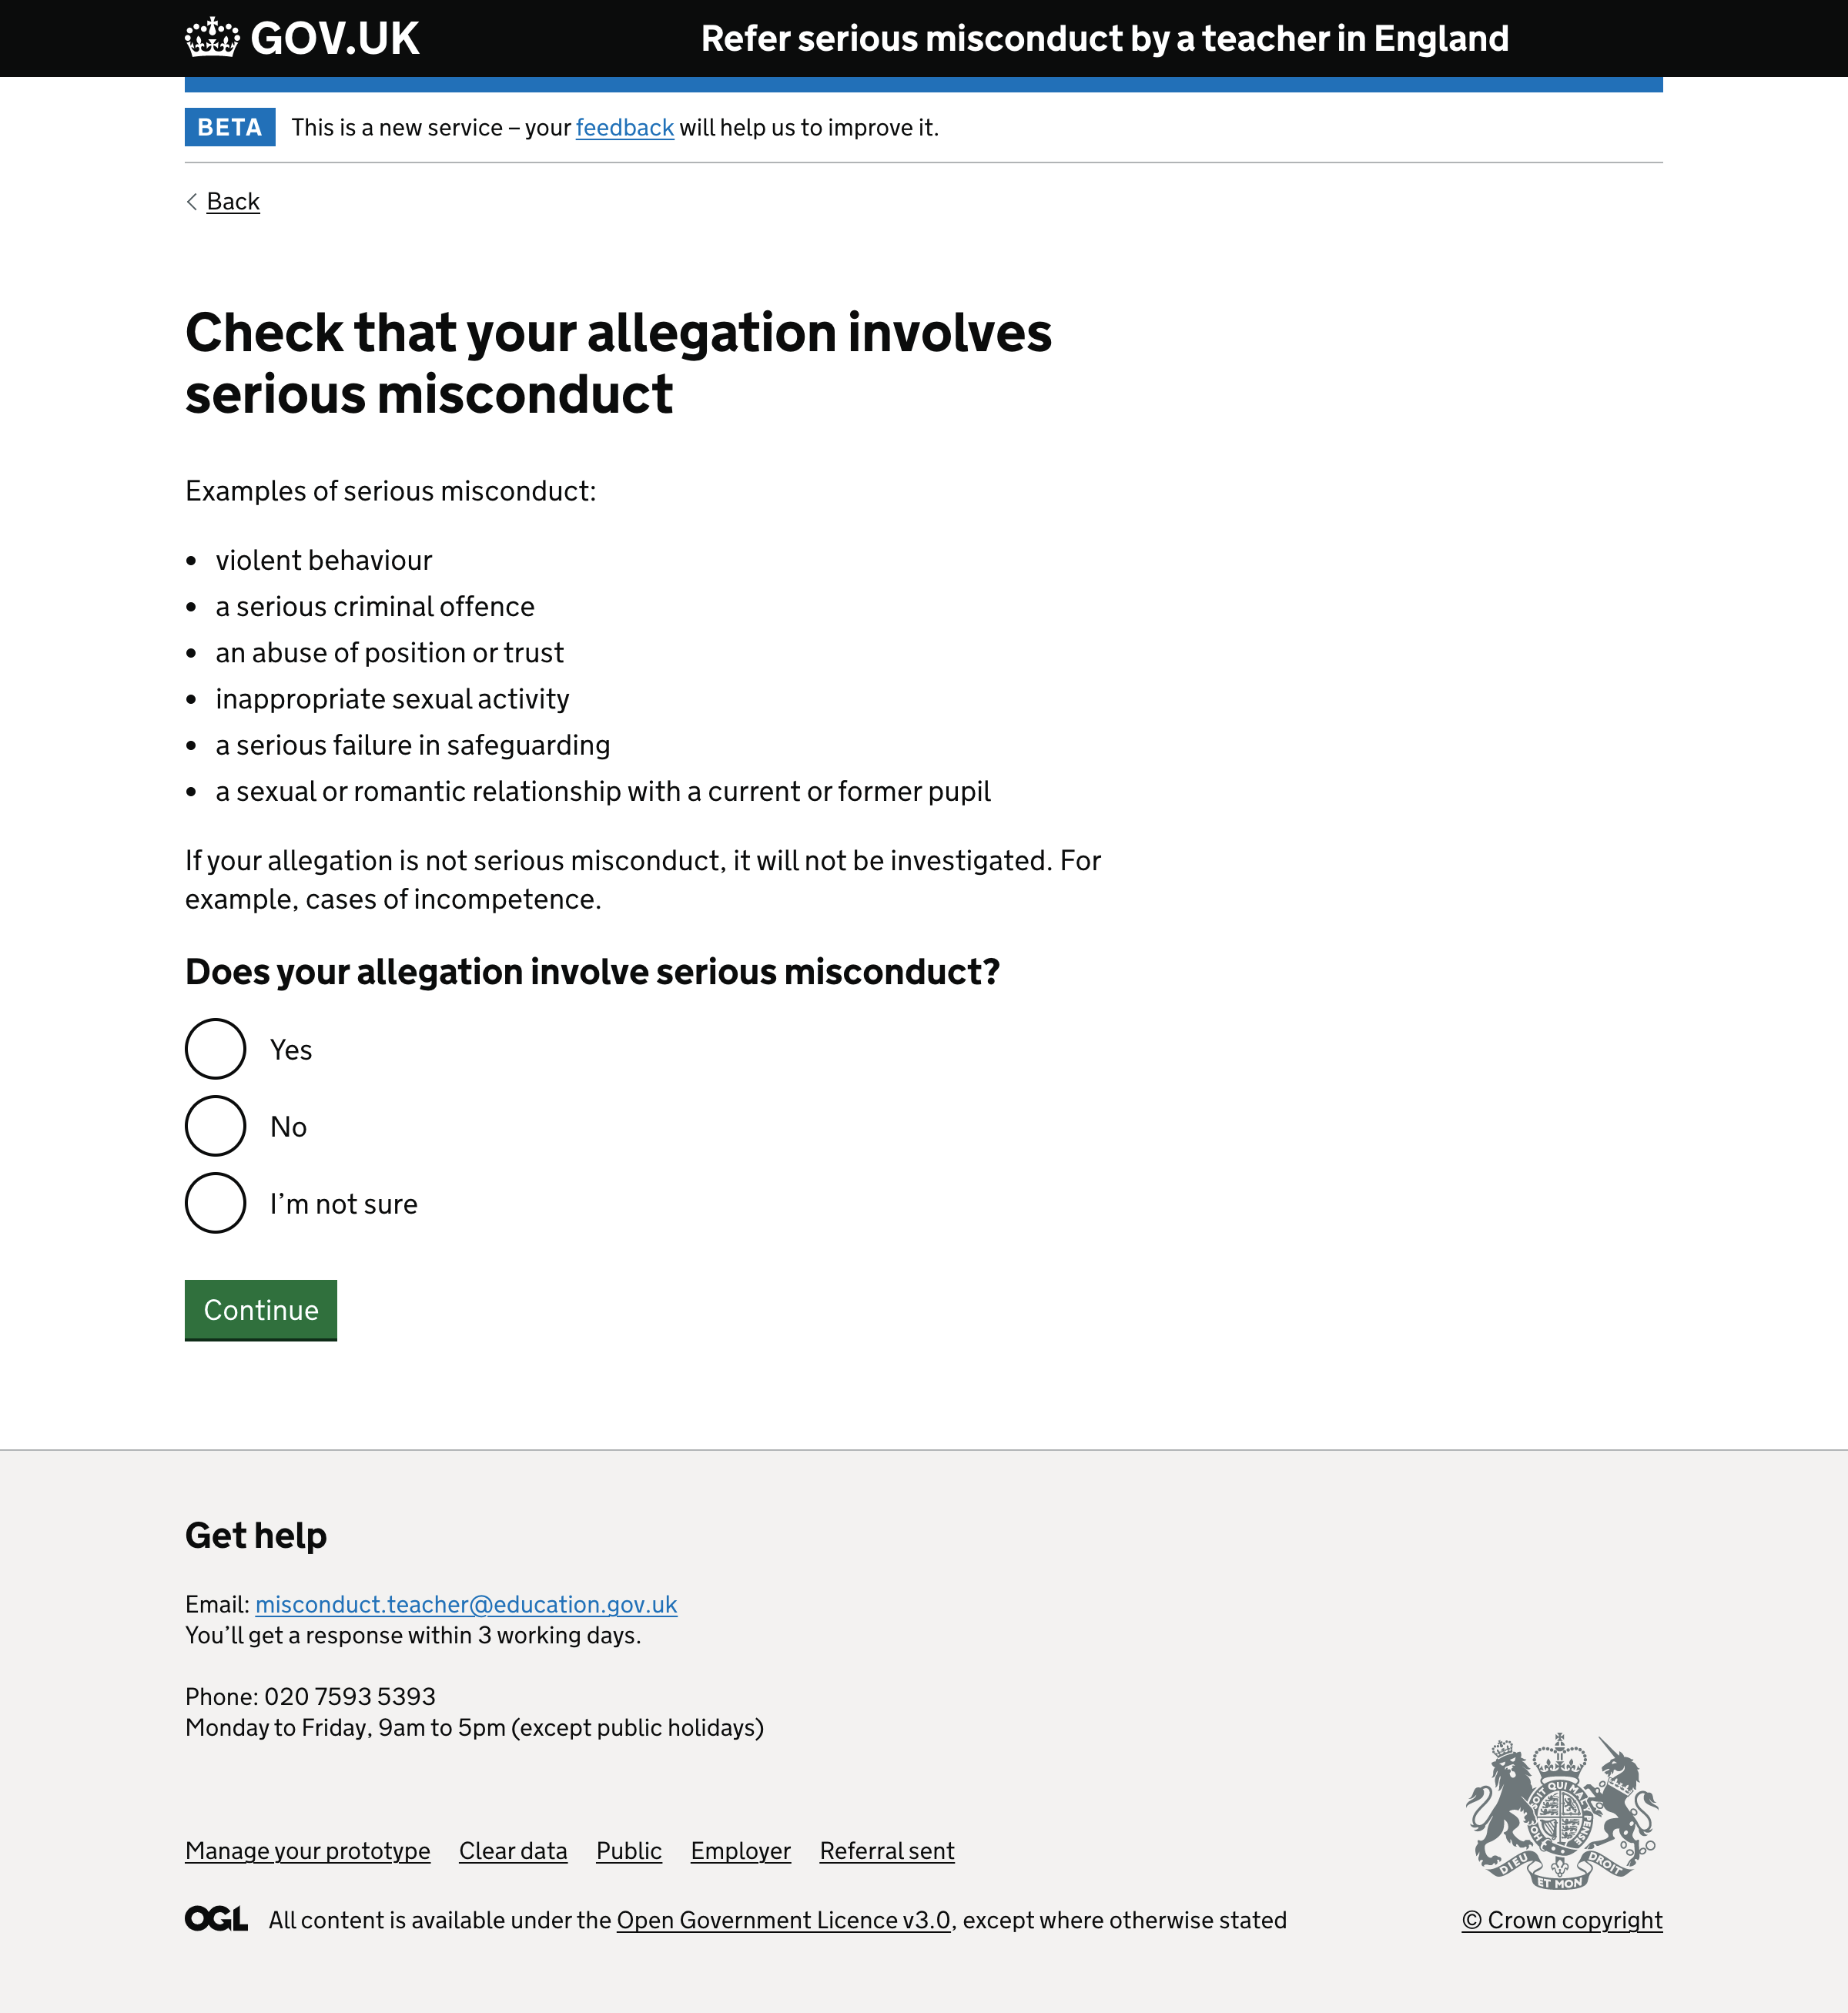 GOV.UK
Refer serious misconduct by a teacher in England
BETA
This is a new service – your feedback will help us to improve it.
Back
Check that your allegation involves
serious misconduct
Examples of serious misconduct:
• violent behaviour
• a serious criminal offence
• an abuse of position or trust
• inappropriate sexual activity
• a serious failure in safeguarding
• a sexual or romantic relationship with a current or former pupil
If your allegation is not serious misconduct, it will not be investigated. For
example, cases of incompetence.
Does your allegation involve serious misconduct?
Yes
No
I’m not sure
Continue
Get help
Email: misconduct.teacher@education.gov.uk
You’ll get a response within 3 working days.
Phone: 020 7593 5393
Monday to Friday, 9am to 5pm (except public holidays)
Manage your prototype Clear data Public Employer Referral sent
OGL All content is available under the Open Government Licence v3.0, except where otherwise stated
DIEU ET MON DROIT
© Crown copyright